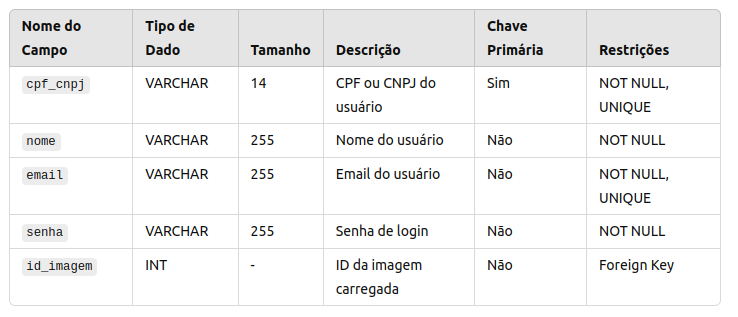 Nome do Campo | Tipo de Dado | Tamanho | Descrição | Chave Primária | Restrições
cpf_cnpj | VARCHAR | 14 | CPF ou CNPJ do usuário | Sim | NOT NULL, UNIQUE
nome | VARCHAR | 255 | Nome do usuário | Não | NOT NULL
email | VARCHAR | 255 | Email do usuário | Não | NOT NULL, UNIQUE
senha | VARCHAR | 255 | Senha de login | Não | NOT NULL
id_imagem | INT | - | ID da imagem carregada | Não | Foreign Key